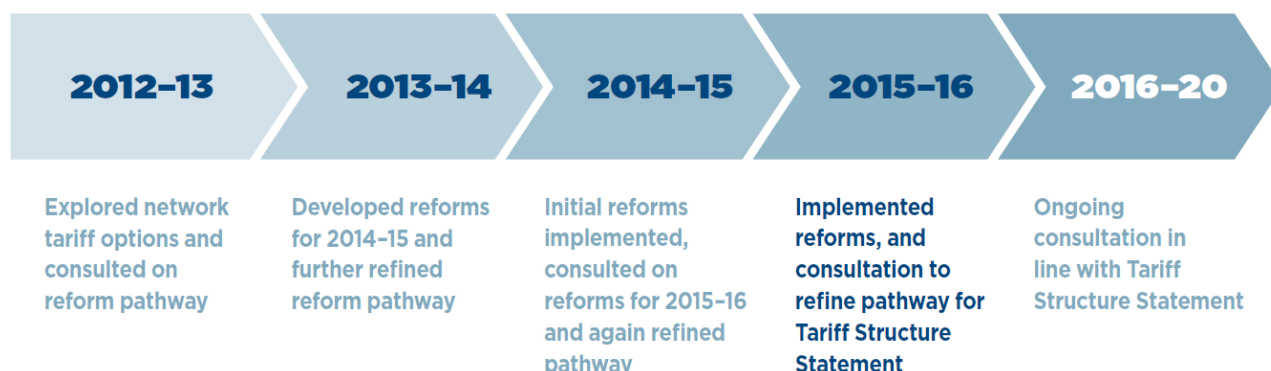 2012–13
2013–14
2014–15
2015–16
2016–20
Explored network
tariff options and
consulted on
reform pathway
Developed reforms
for 2014–15 and
further refined
reform pathway
Initial reforms
implemented,
consulted on
reforms for 2015–16
and again refined
pathway
Implemented
reforms, and
consultation to
refine pathway for
Tariff Structure
Statement
Ongoing
consultation in
line with Tariff
Structure Statement